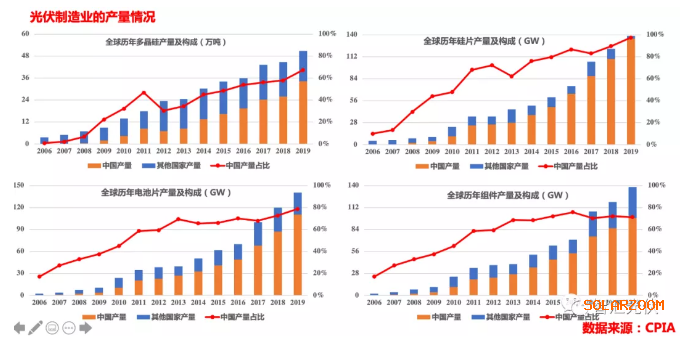 光伏制造业的产量情况
全球历年多晶硅产量及构成（万吨）
60 48 36 24 12 0
100% 80% 60% 40% 20% 0%
2006 2007 2008 2009 2010 2011 2012 2013 2014 2015 2016 2017 2018 2019
中国产量 其他国家产量 中国产量占比
全球历年硅片产量及构成（GW）
140 112 84 56 28 0
100% 80% 60% 40% 20% 0%
2006 2007 2008 2009 2010 2011 2012 2013 2014 2015 2016 2017 2018 2019
中国产量 其他国家产量 中国产量占比
全球历年电池片产量及构成（GW）
150 120 90 60 30 0
100% 80% 60% 40% 20% 0%
2006 2007 2008 2009 2010 2011 2012 2013 2014 2015 2016 2017 2018 2019
中国产量 其他国家产量 中国产量占比
全球历年组件产量及构成（GW）
140 112 84 56 28 0
100% 80% 60% 40% 20% 0%
2006 2007 2008 2009 2010 2011 2012 2013 2014 2015 2016 2017 2018 2019
中国产量 其他国家产量 中国产量占比
SOLARZOOM
数据来源：CPIA